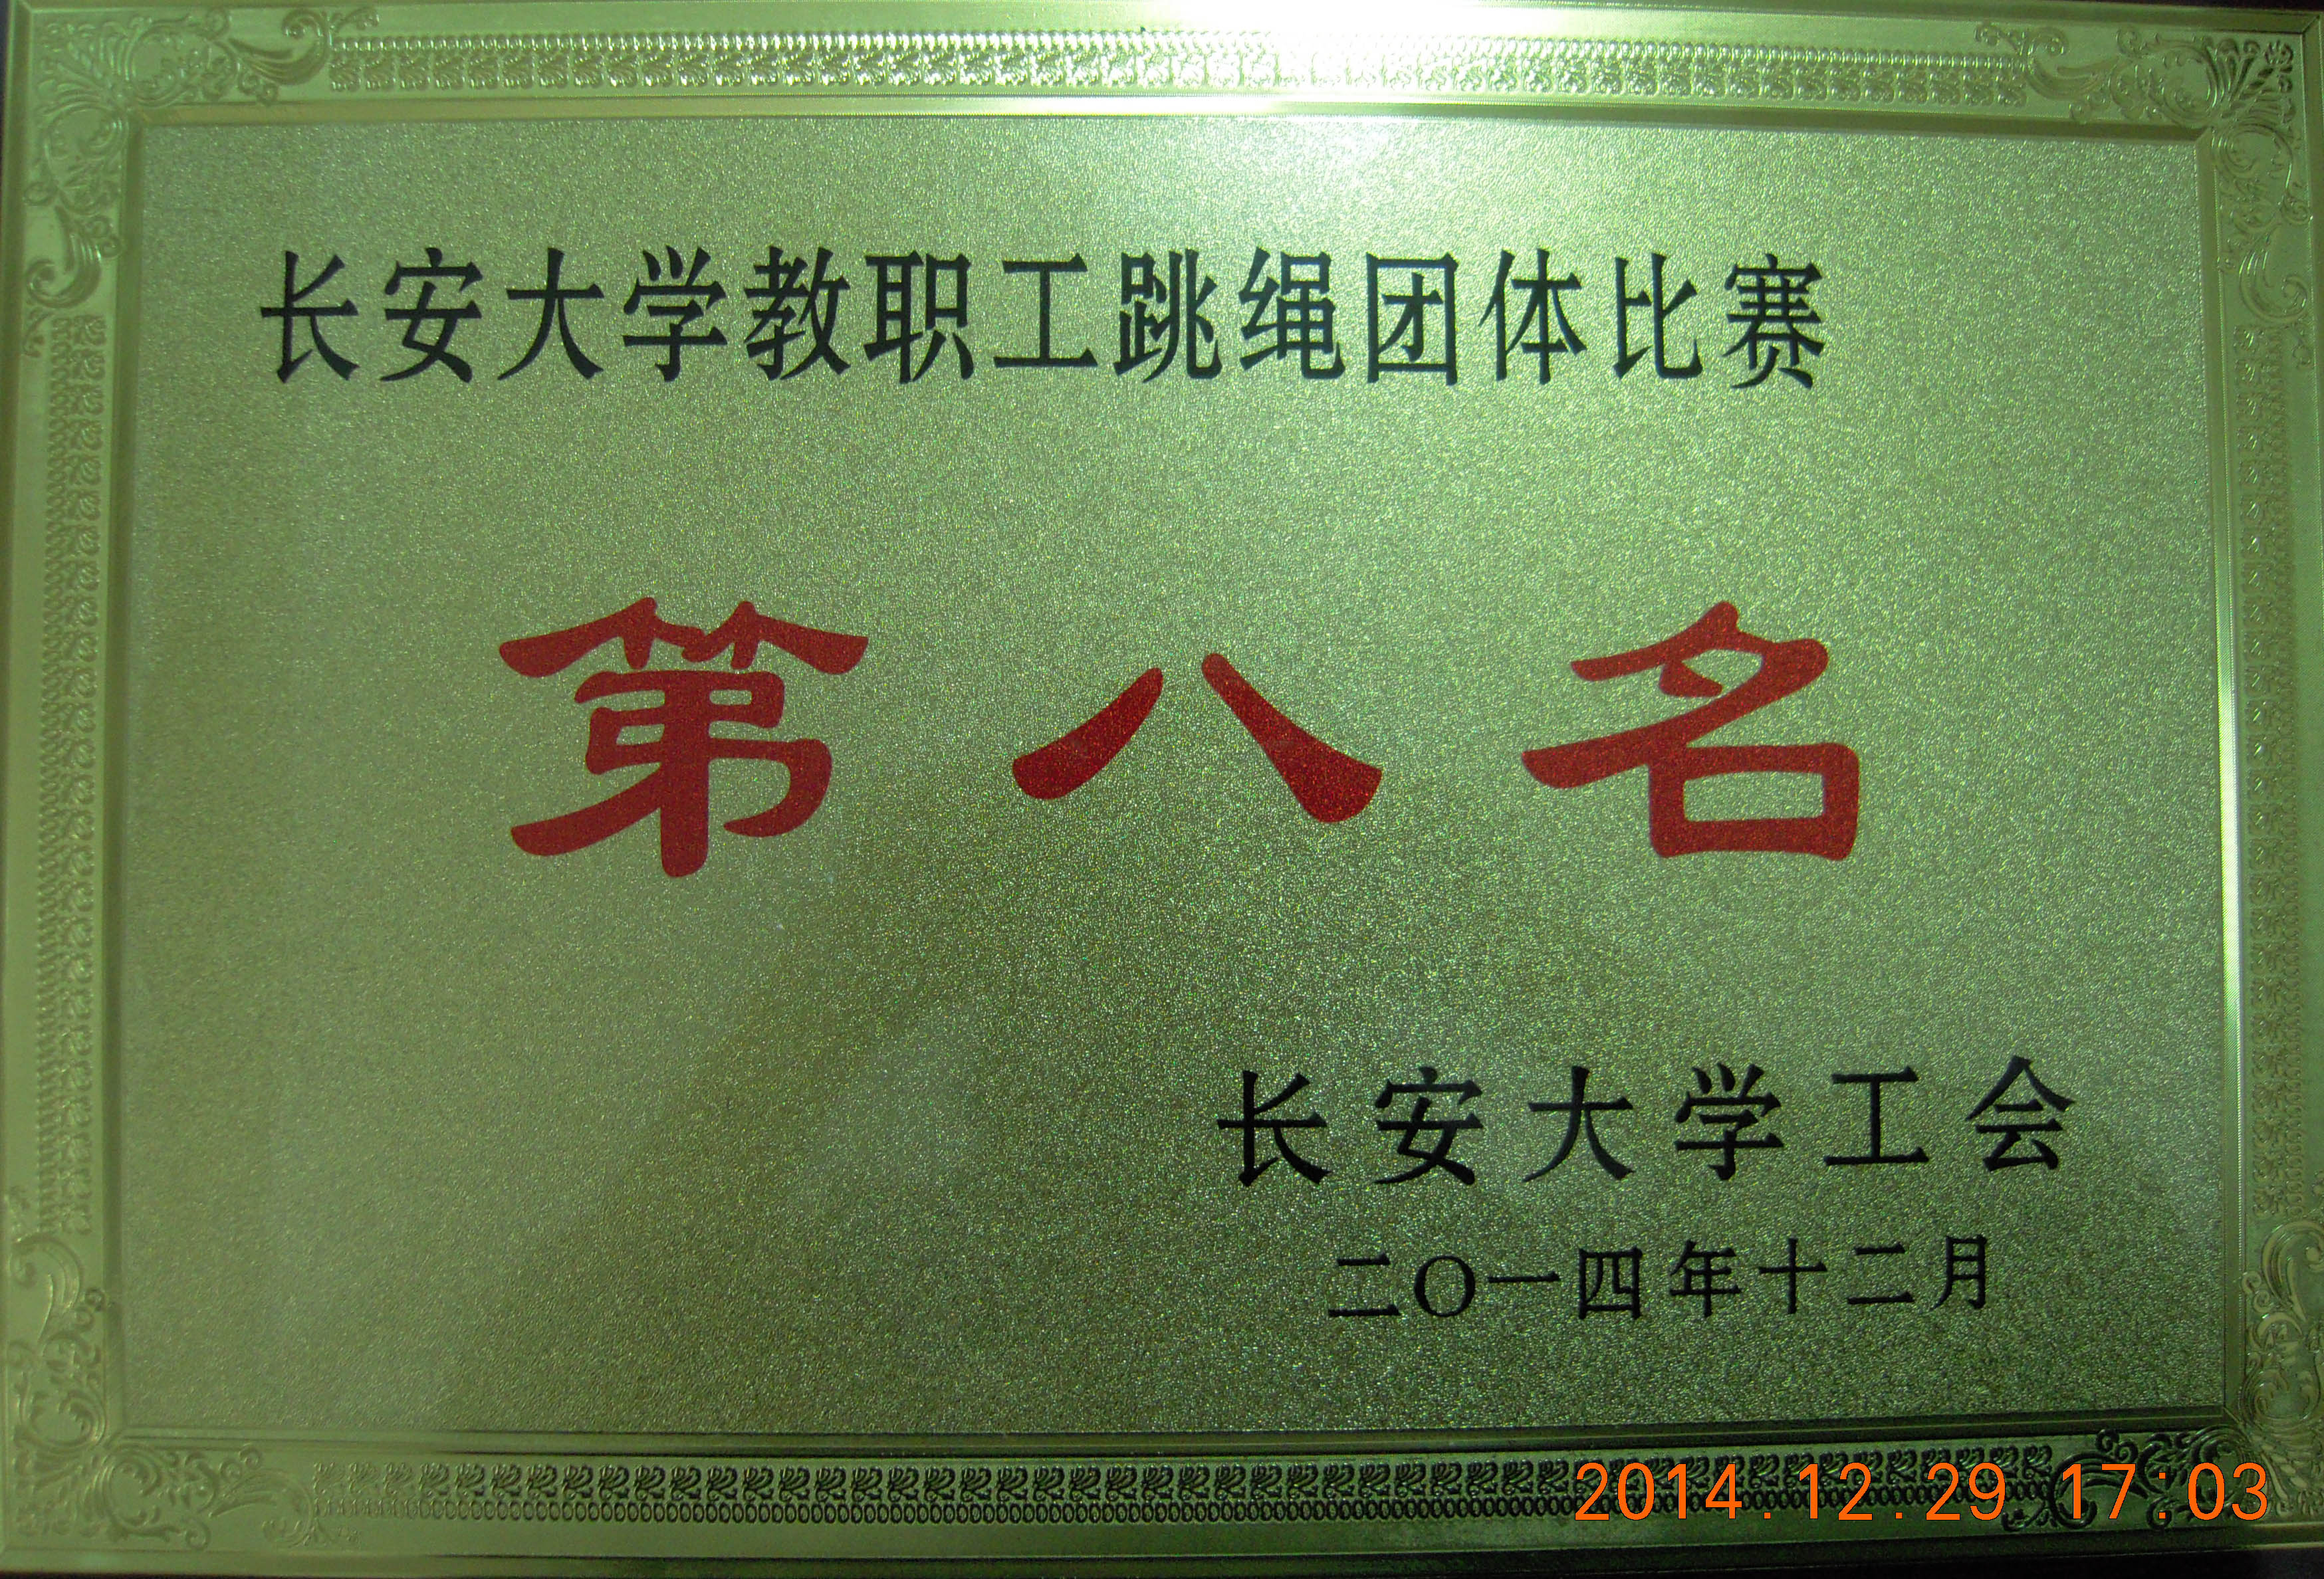 长安大学教职工跳绳团体比赛
第八名
长安大学工会
二〇一四年十二月
2014.12.29 17:03